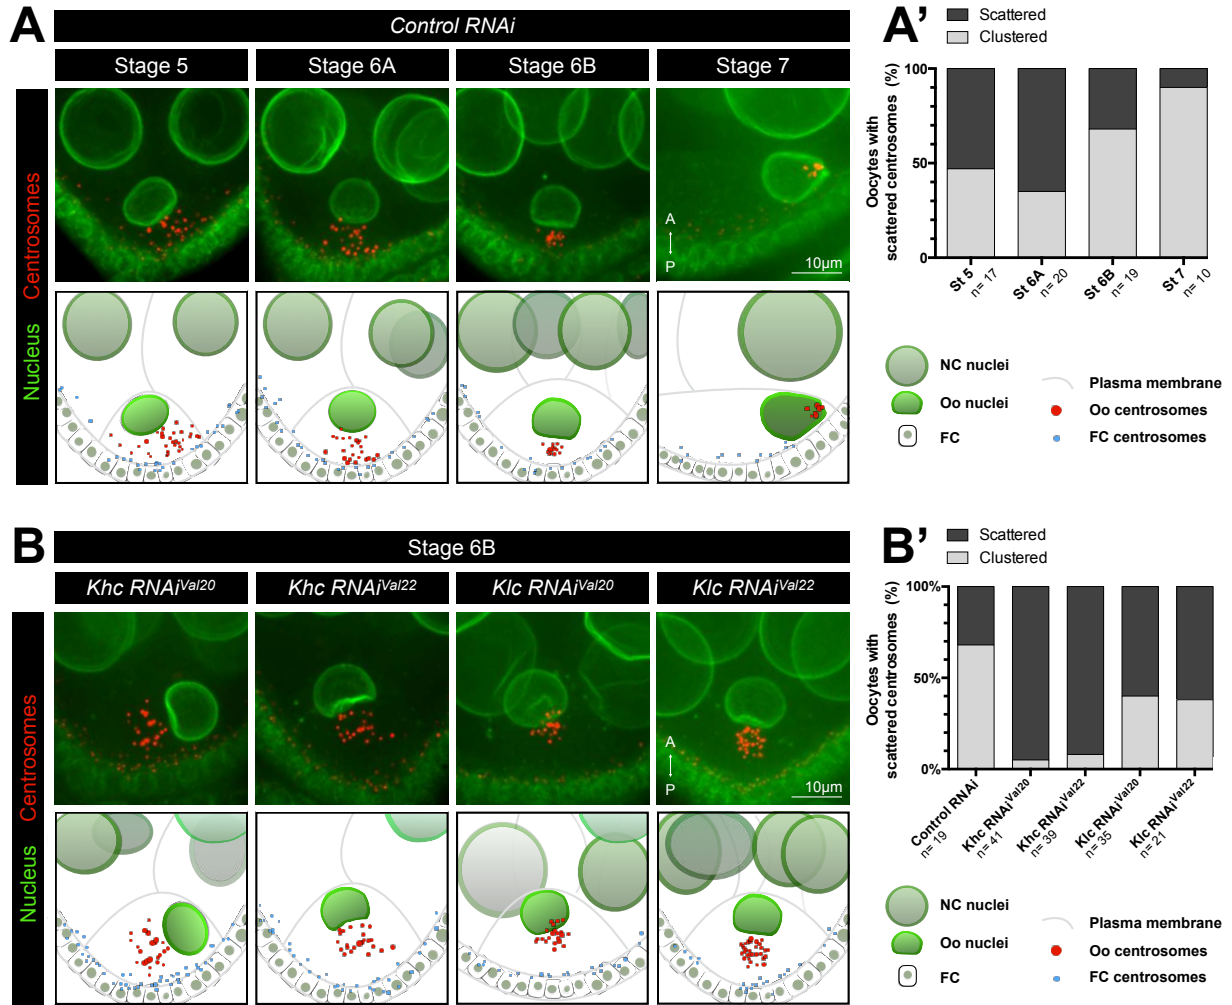 A
Control RNAi
Stage 5
Stage 6A
Stage 6B
Stage 7
Nucleus Centrosomes
A
P
10µm
A’
Scattered
Clustered
Oocytes with
scattered centrosomes (%)
100
50
0
St 5
n= 17
St 6A
n= 20
St 6B
n= 19
St 7
n= 10
NC nuclei
Oo nuclei
FC
Plasma membrane
Oo centrosomes
FC centrosomes
B
Stage 6B
Khc RNAiVal20
Khc RNAiVal22
Klc RNAiVal20
Klc RNAiVal22
Nucleus Centrosomes
A
P
10µm
B’
Scattered
Clustered
Oocytes with
scattered centrosomes (%)
100%
50%
0%
Control RNAi
n= 19
Khc RNAiVal20
n= 41
Khc RNAiVal22
n= 39
Klc RNAiVal20
n= 35
Klc RNAiVal22
n= 21
NC nuclei
Oo nuclei
FC
Plasma membrane
Oo centrosomes
FC centrosomes